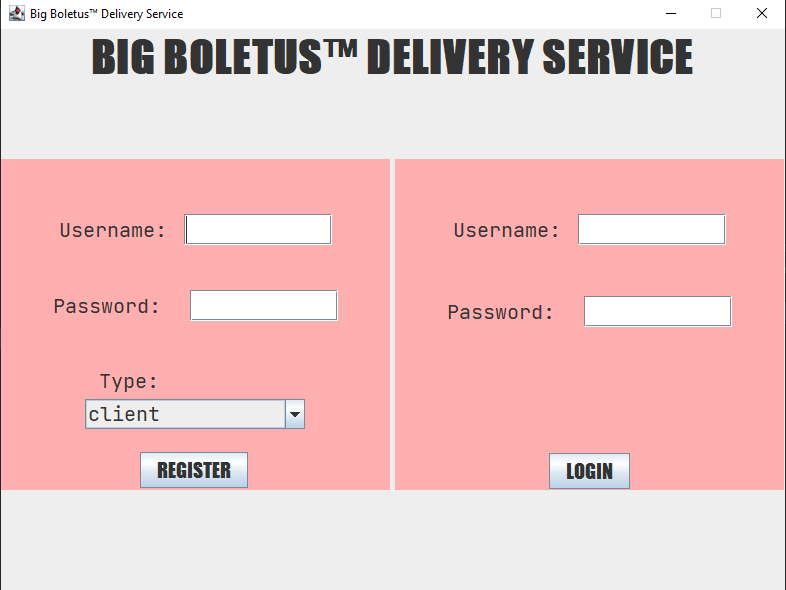 Big Boletus™ Delivery Service
BIG BOLETUS™ DELIVERY SERVICE
Username:
Password:
Type:
client
REGISTER
Username:
Password:
LOGIN